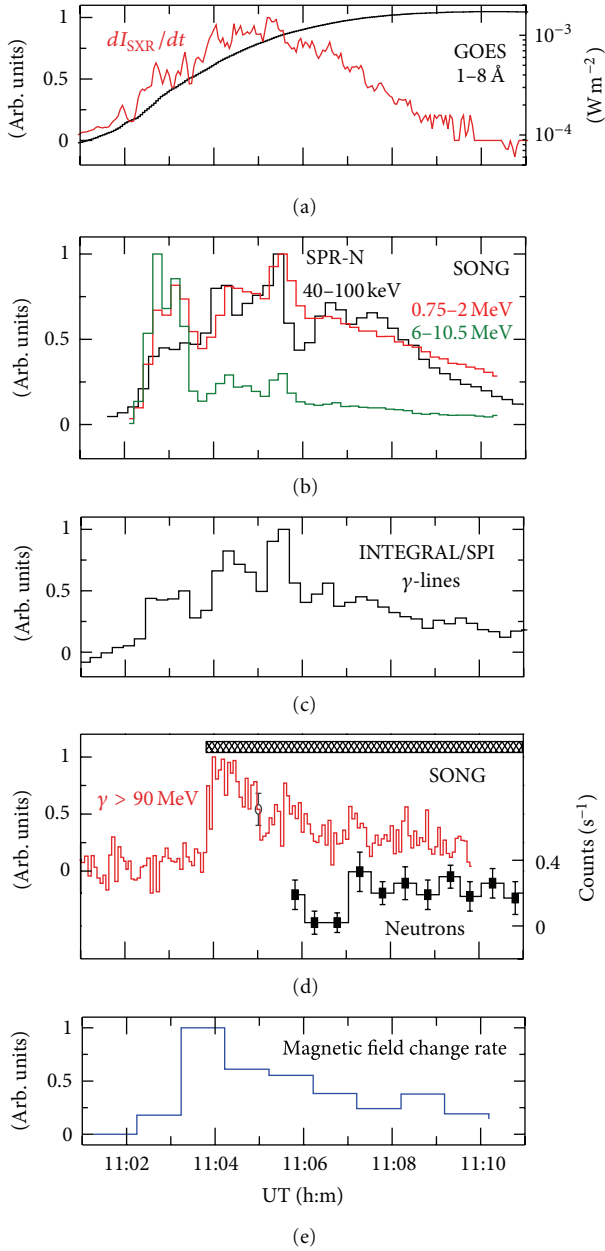 dI_SXR/dt
GOES
1–8 Å
(Arb. units)
1
0.5
0
10^−3
10^−4
(W m^−2)
(a)
SPR-N
40–100 keV
SONG
0.75–2 MeV
6–10.5 MeV
(Arb. units)
1
0.5
0
(b)
INTEGRAL/SPI
γ-lines
(Arb. units)
1
0.5
0
(c)
SONG
γ > 90 MeV
(Arb. units)
1
0.5
0
0.4
0
Counts (s^−1)
Neutrons
(d)
Magnetic field change rate
(Arb. units)
1
0.5
0
11:02 11:04 11:06 11:08 11:10
UT (h:m)
(e)